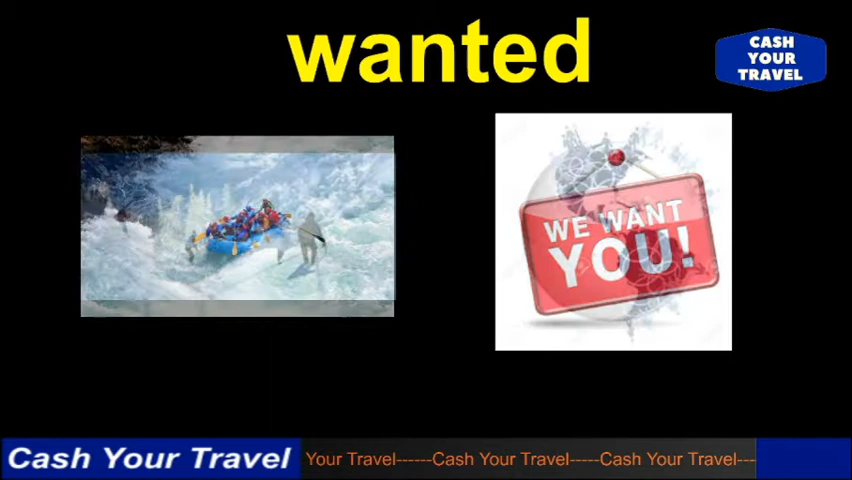 wanted
CASH
YOUR
TRAVEL
WE WANT
YOU!
Cash Your Travel
Your Travel------Cash Your Travel-----Cash Your Travel---